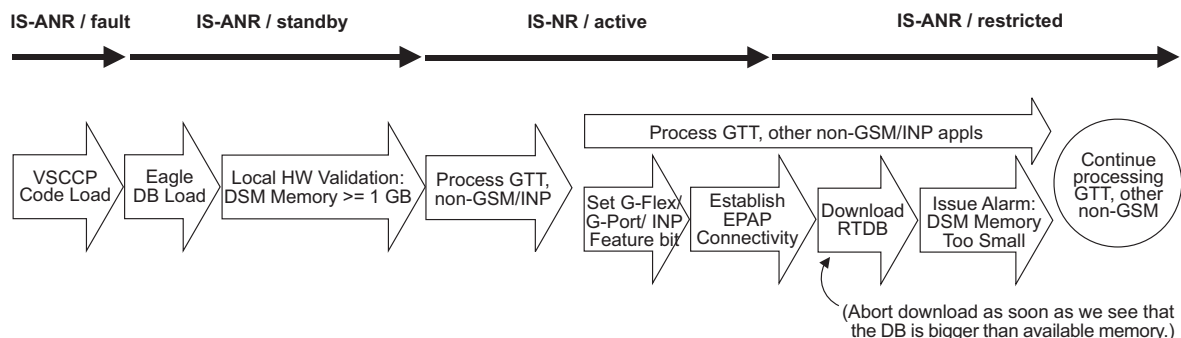 IS-ANR / fault
IS-ANR / standby
IS-NR / active
IS-ANR / restricted
Process GTT, other non-GSM/INP appls
VSCCP
Code Load
Eagle
DB Load
Local HW Validation:
DSM Memory >= 1 GB
Process GTT,
non-GSM/INP
Set G-Flex/
G-Port/ INP
Feature bit
Establish
EPAP
Connectivity
Download
RTDB
Issue Alarm:
DSM Memory
Too Small
Continue
processing
GTT, other
non-GSM
(Abort download as soon as we see that
the DB is bigger than available memory.)